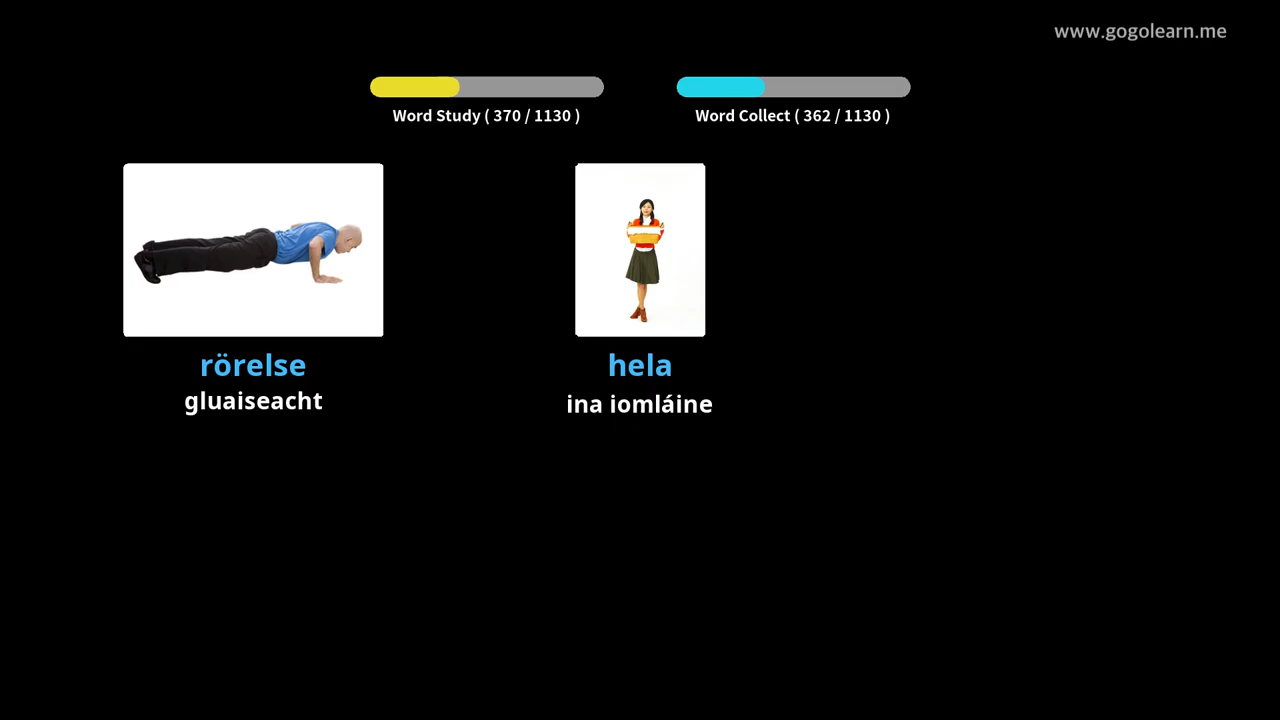 www.gogolearn.me
Word Study ( 370 / 1130 )
Word Collect ( 362 / 1130 )
rörelse
gluaiseacht
hela
ina iomláine